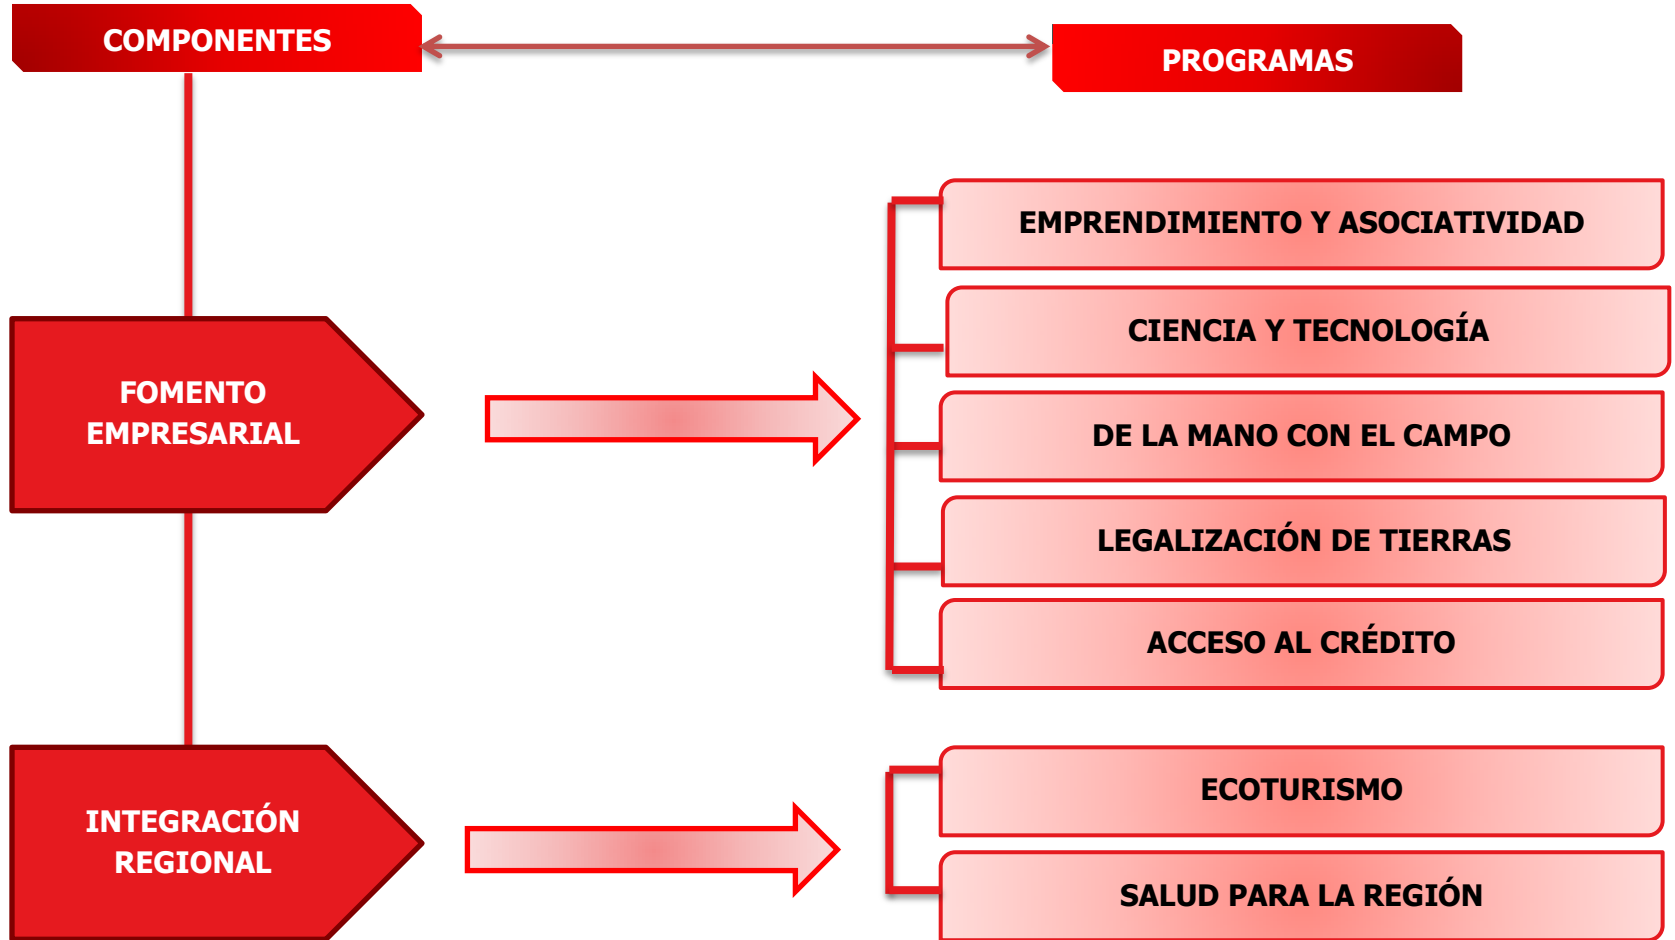 COMPONENTES
PROGRAMAS
FOMENTO
EMPRESARIAL
EMPRENDIMIENTO Y ASOCIATIVIDAD
CIENCIA Y TECNOLOGÍA
DE LA MANO CON EL CAMPO
LEGALIZACIÓN DE TIERRAS
ACCESO AL CRÉDITO
INTEGRACIÓN
REGIONAL
ECOTURISMO
SALUD PARA LA REGIÓN